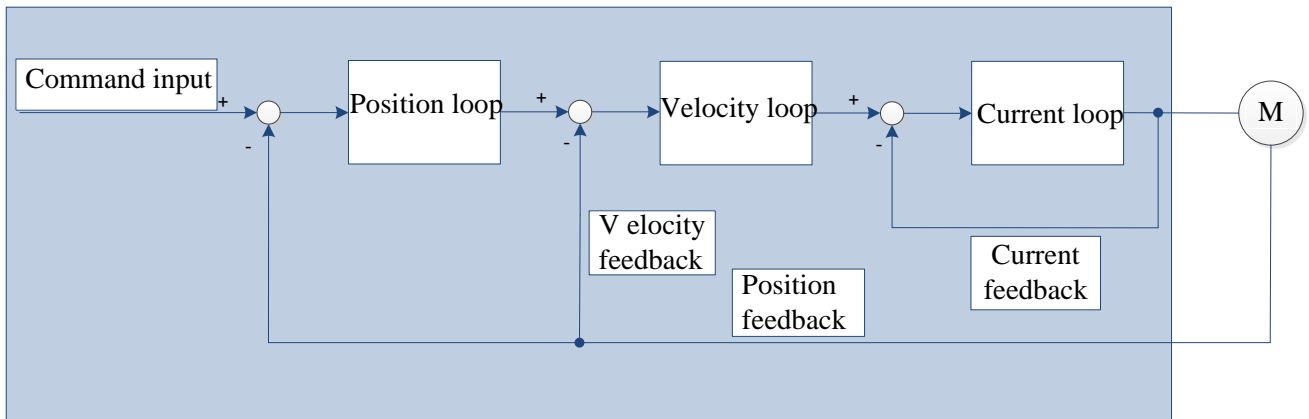 Command input
+
-
Position loop
+
-
Velocity loop
+
-
Current loop
M
V elocity
feedback
Position
feedback
Current
feedback